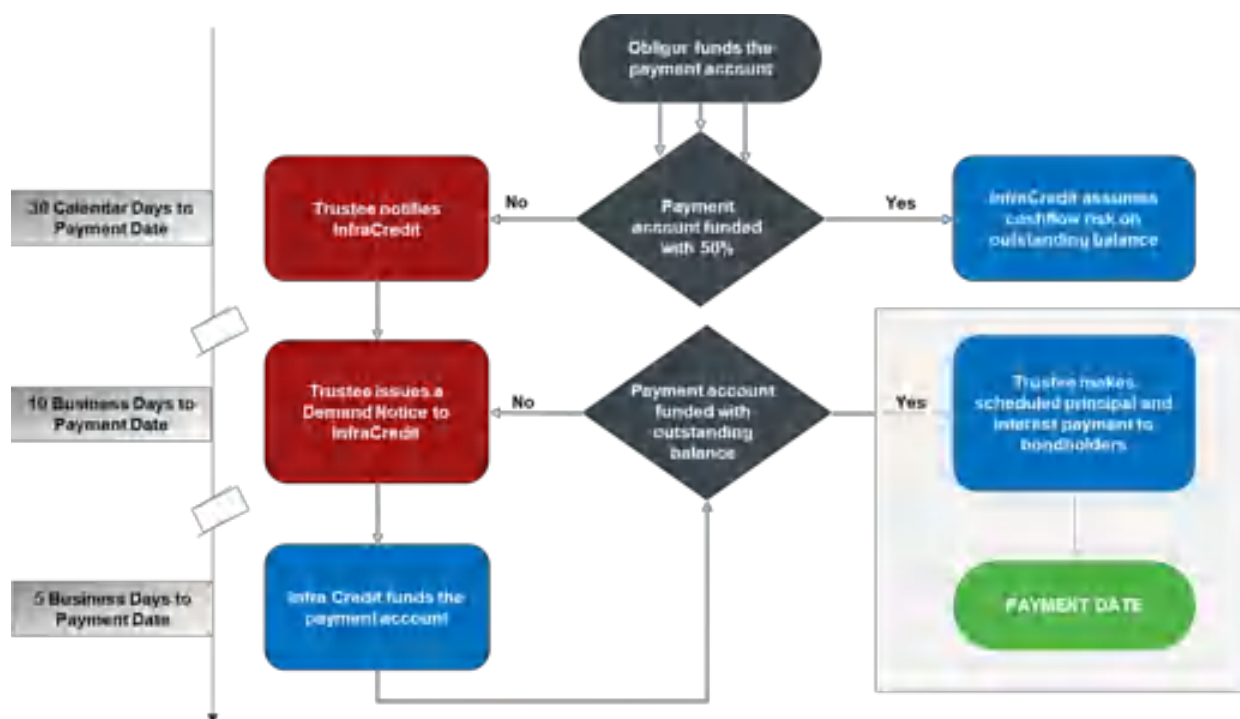 Obligor funds the
payment account
30 Calendar Days to
Payment Date
Trustee notifies
InfraCredit
No
Payment
account funded
with 50%
Yes
InfraCredit assumes
cashflow risk on
outstanding balance
10 Business Days to
Payment Date
Trustee issues a
Demand Notice to
InfraCredit
No
Payment account
funded with
outstanding
balance
Yes
Trustee makes
scheduled principal and
interest payment to
bondholders
5 Business Days to
Payment Date
Infra Credit funds the
payment account
PAYMENT DATE